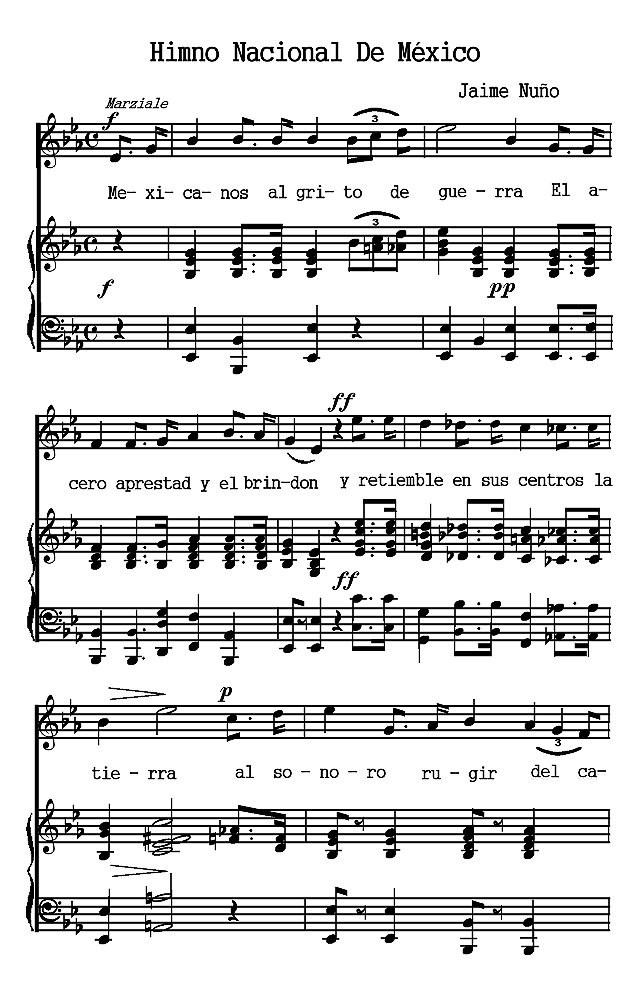 Himno Nacional De México
Jaime Nuño
Marziale
f
3
Me- xi- ca- nos al gri- to de gue - rra El a-
3
f
pp
ff
cero aprestad y el brin-don y retiemble en sus centros la
ff
p
3
tie- rra al so - no - ro ru - gir del ca-